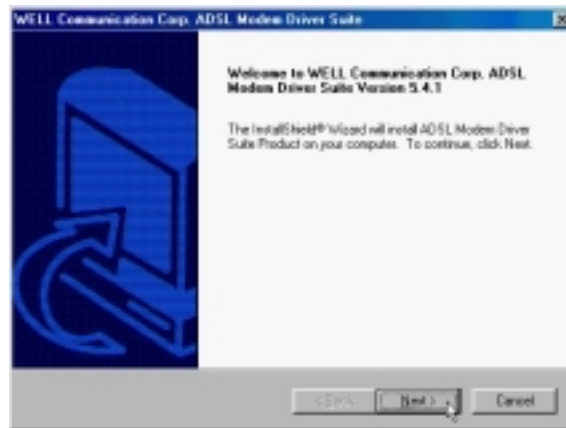 WELL Communication Corp. ADSL Modem Driver Suite
Welcome to WELL Communication Corp. ADSL
Modem Driver Suite Version 5.4.1
The InstallShield® Wizard will install ADSL Modem Driver
Suite Product on your computer. To continue, click Next.
< Back
Next >
Cancel